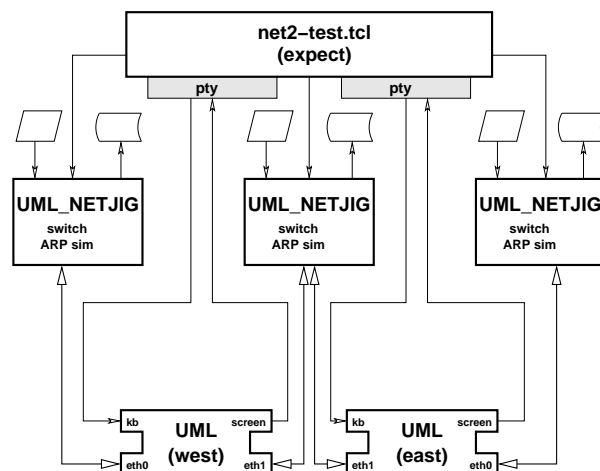 net2−test.tcl
(expect)
pty
pty
UML_NETJIG
switch
ARP sim
UML_NETJIG
switch
ARP sim
UML_NETJIG
switch
ARP sim
kb
screen
UML
(west)
eth0
eth1
kb
screen
UML
(east)
eth1
eth0